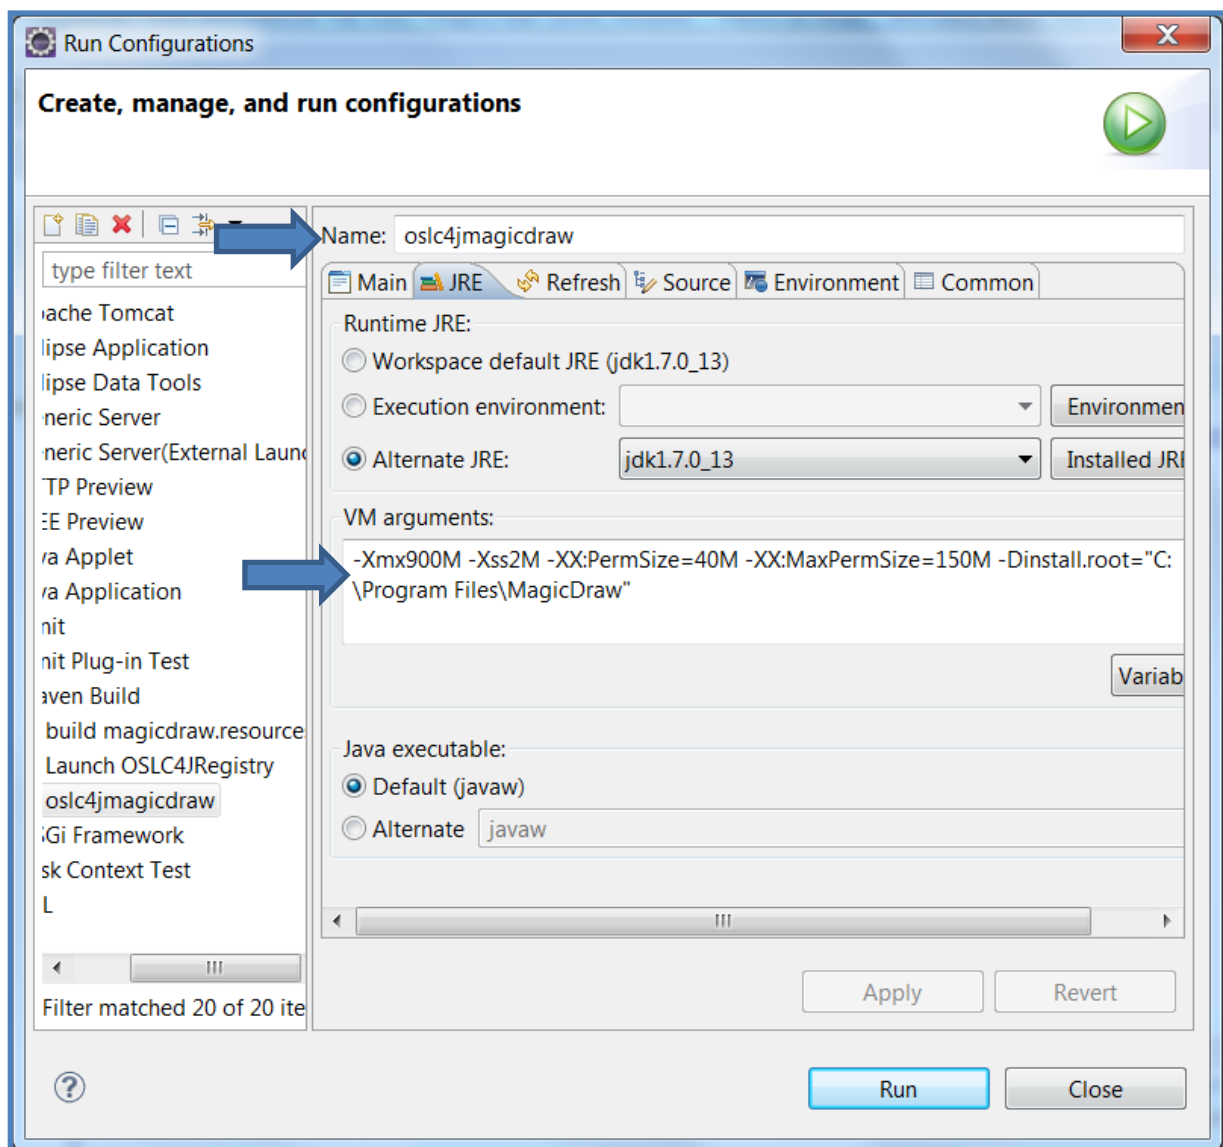 Run Configurations
Create, manage, and run configurations
type filter text
ache Tomcat
lipse Application
lipse Data Tools
neric Server
neric Server(External Laun
TP Preview
EE Preview
va Applet
va Application
nit
nit Plug-in Test
aven Build
build magicdraw.resource
Launch OSLC4JRegistry
oslc4jmagicdraw
Gi Framework
sk Context Test
L
Filter matched 20 of 20 ite
Name: oslc4jmagicdraw
Main JRE Refresh Source Environment Common
Runtime JRE:
Workspace default JRE (jdk1.7.0_13)
Execution environment: Environmen
Alternate JRE: jdk1.7.0_13 Installed JR
VM arguments:
-Xmx900M -Xss2M -XX:PermSize=40M -XX:MaxPermSize=150M -Dinstall.root="C:
\Program Files\MagicDraw"
Variab
Java executable:
Default (javaw)
Alternate javaw
Apply Revert
Run Close